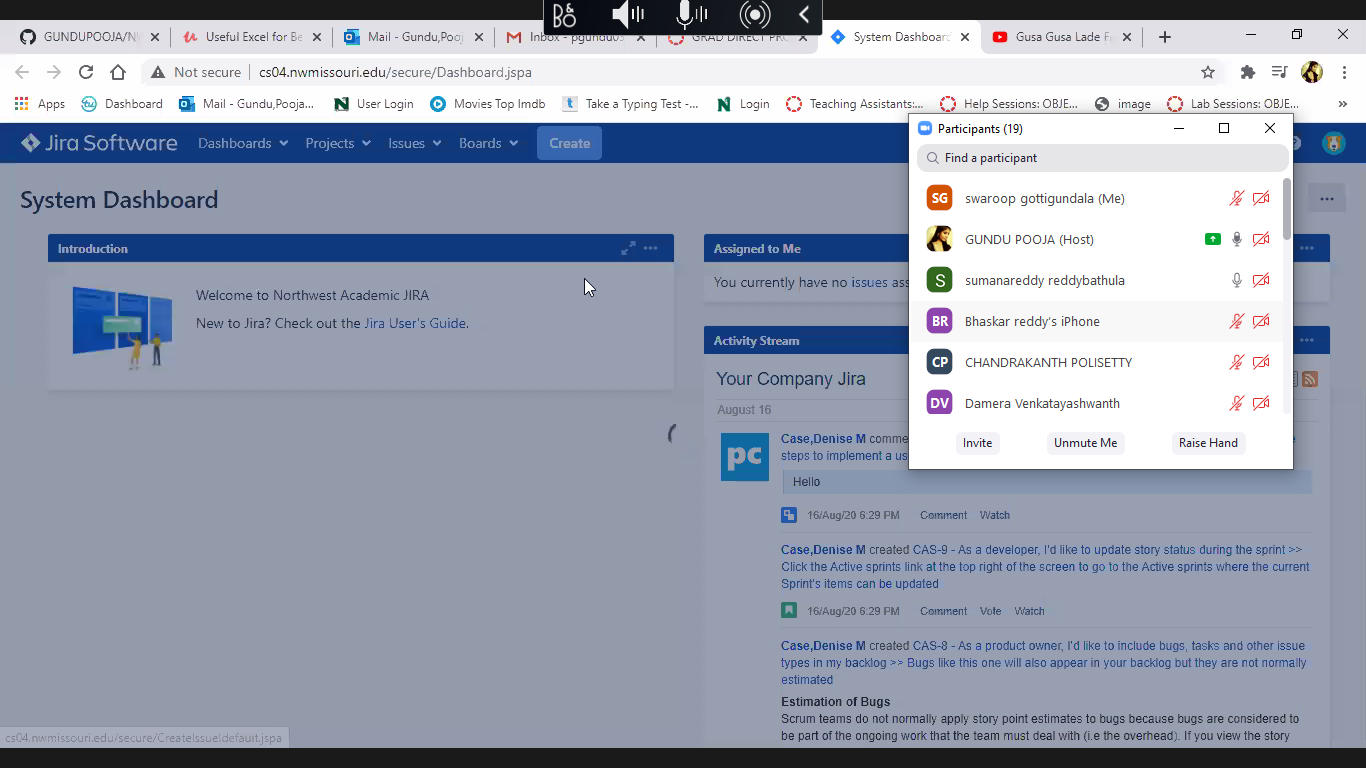 B&O
GUNDUPOOJA/NW
Useful Excel for Be
Mail - Gundu,Pooj
Inbox - pgundu03
GRAD DIRECT PRO
System Dashboard
Gusa Gusa Lade F
Not secure
cs04.nwmissouri.edu/secure/Dashboard.jspa
Apps
Dashboard
Mail - Gundu,Pooja...
User Login
Movies Top Imdb
Take a Typing Test -...
Login
Teaching Assistants:...
Help Sessions: OBJE...
image
Lab Sessions: OBJE...
Jira Software
Dashboards
Projects
Issues
Boards
Create
System Dashboard
Introduction
Welcome to Northwest Academic JIRA
New to Jira? Check out the Jira User's Guide.
Assigned to Me
You currently have no issues ass
Activity Stream
Your Company Jira
August 16
pc
Case,Denise M comme
steps to implement a us
Hello
16/Aug/20 6:29 PM Comment Watch
Case,Denise M created CAS-9 - As a developer, I'd like to update story status during the sprint >>
Click the Active sprints link at the top right of the screen to go to the Active sprints where the current
Sprint's items can be updated
16/Aug/20 6:29 PM Comment Vote Watch
Case,Denise M created CAS-8 - As a product owner, I'd like to include bugs, tasks and other issue
types in my backlog >> Bugs like this one will also appear in your backlog but they are not normally
estimated
Estimation of Bugs
Scrum teams do not normally apply story point estimates to bugs because bugs are considered to
be part of the ongoing work that the team must deal with (i.e the overhead). If you view the story
Participants (19)
Find a participant
SG swaroop gottigundala (Me)
GUNDU POOJA (Host)
S sumanareddy reddybathula
BR Bhaskar reddy's iPhone
CP CHANDRAKANTH POLISETTY
DV Damera Venkatayashwanth
Invite
Unmute Me
Raise Hand
cs04.nwmissouri.edu/secure/CreateIssue!default.jspa